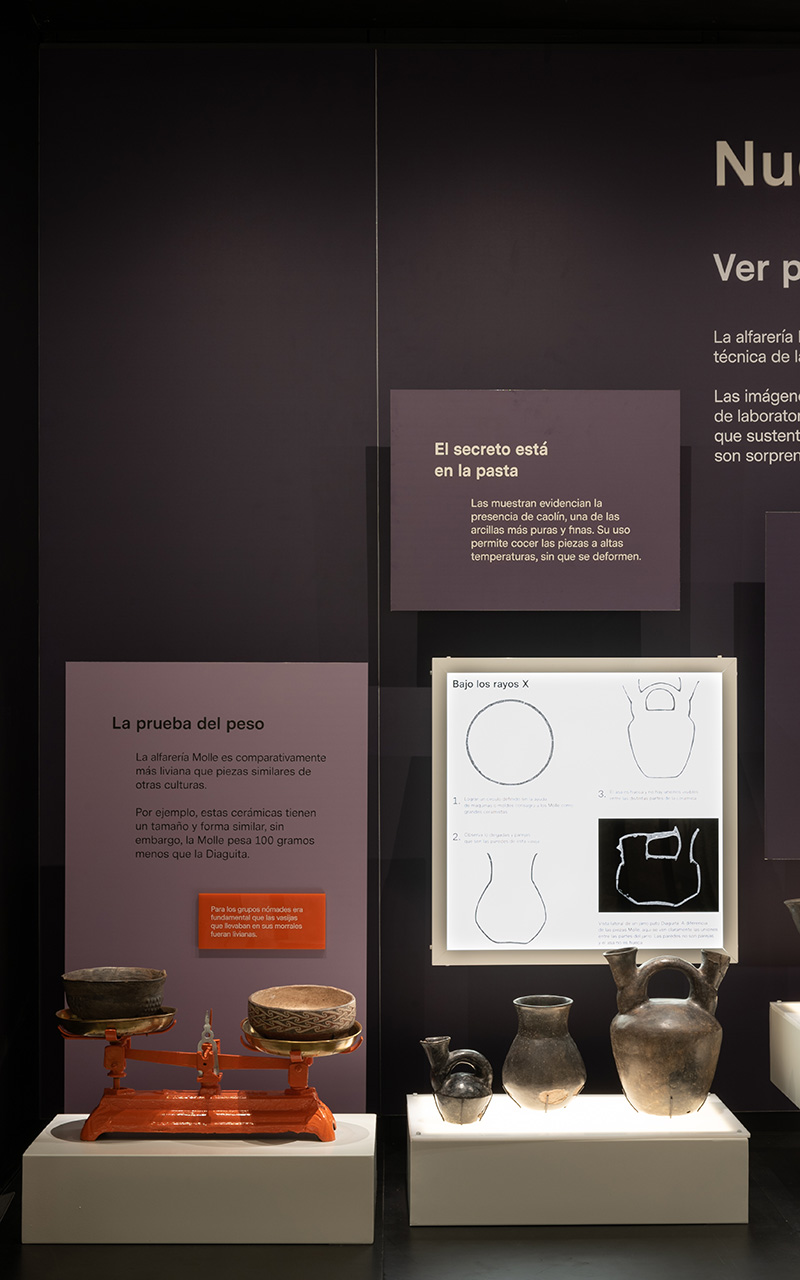 Nu
Ver p
La alfarería
técnica de la
Las imágen
de laborator
que sustent
son sorpren
El secreto está
en la pasta
Las muestran evidencian la
presencia de caolín, una de las
arcillas más puras y finas. Su uso
permite cocer las piezas a altas
temperaturas, sin que se deformen.
La prueba del peso
La alfarería Molle es comparativamente
más liviana que piezas similares de
otras culturas.
Por ejemplo, estas cerámicas tienen
un tamaño y forma similar, sin
embargo, la Molle pesa 100 gramos
menos que la Diaguita.
Para los grupos nómades era
fundamental que las vasijas
que llevaban en sus morrales
fueran livianas.
Bajo los rayos X
1.
2.
3.